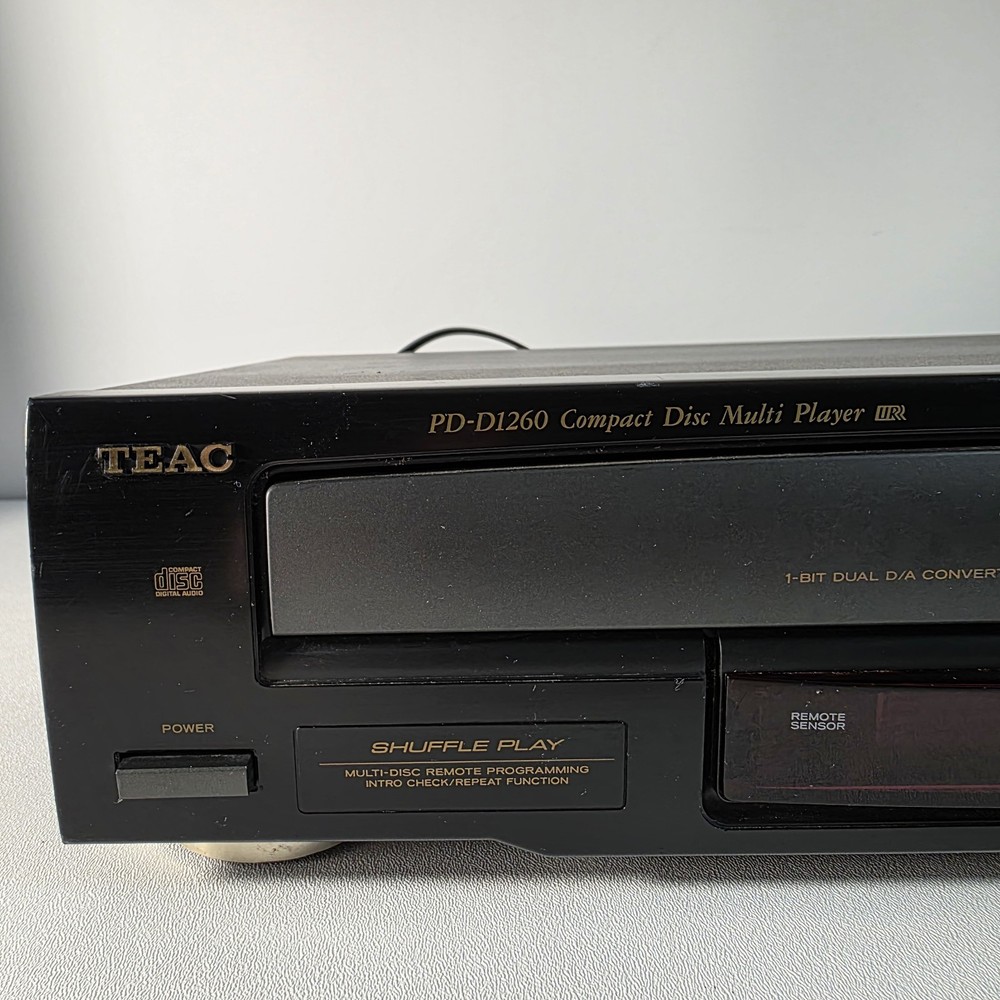 PD-D1260 Compact Disc Multi Player UR
TEAC
1-BIT DUAL D/A CONVERT
COMPACT
disc
DIGITAL AUDIO
REMOTE
SENSOR
POWER
SHUFFLE PLAY
MULTI-DISC REMOTE PROGRAMMING
INTRO CHECK/REPEAT FUNCTION